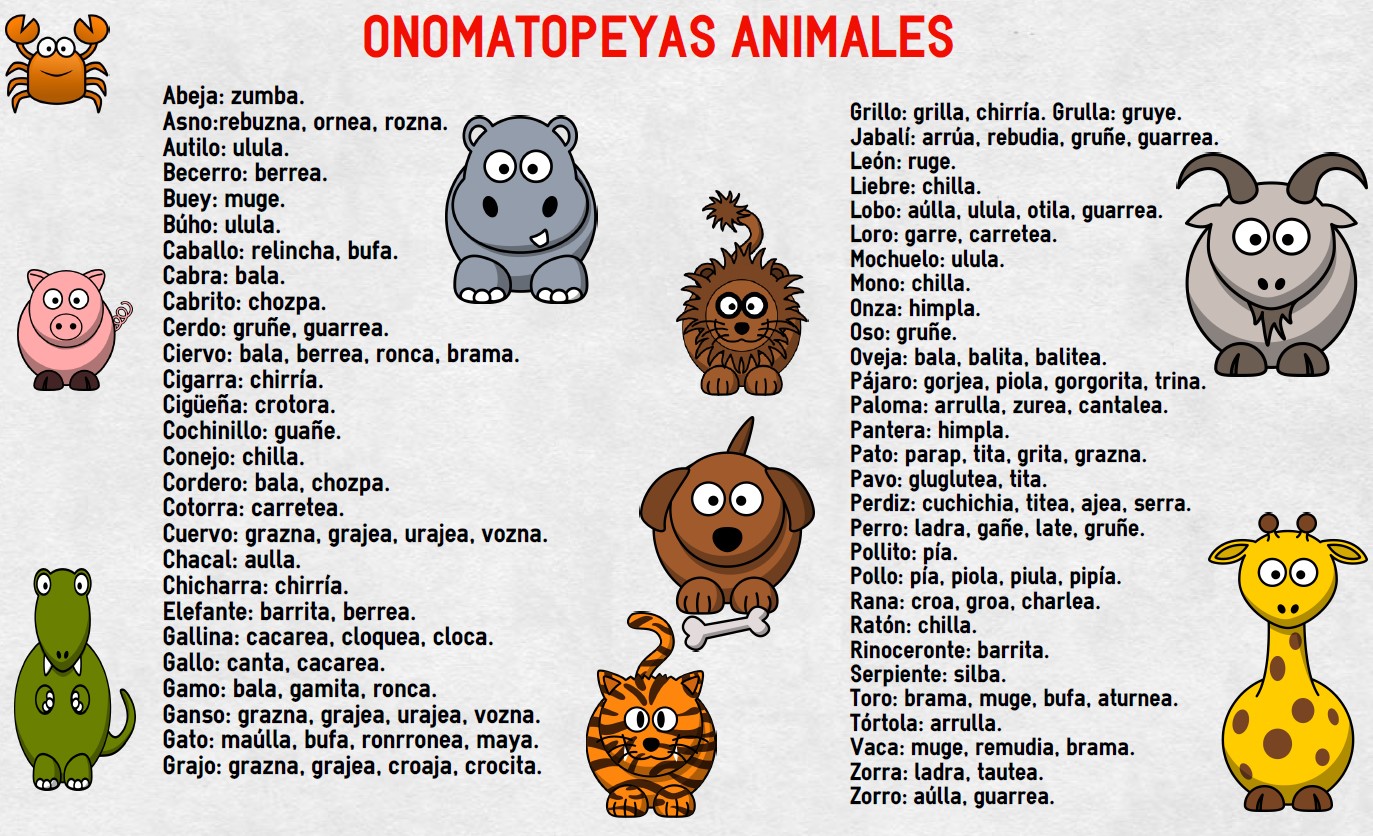 ONOMATOPEYAS ANIMALES
Abeja: zumba.
Asno:rebuzna, ornea, rozna.
Autilo: ulula.
Becerro: berrea.
Buey: muge.
Búho: ulula.
Caballo: relincha, bufa.
Cabra: bala.
Cabrito: chozpa.
Cerdo: gruñe, guarrea.
Ciervo: bala, berrea, ronca, brama.
Cigarra: chirría.
Cigüeña: crotora.
Cochinillo: guañe.
Conejo: chilla.
Cordero: bala, chozpa.
Cotorra: carretea.
Cuervo: grazna, grajea, urajea, vozna.
Chacal: aulla.
Chicharra: chirría.
Elefante: barrita, berrea.
Gallina: cacarea, cloquea, cloca.
Gallo: canta, cacarea.
Gamo: bala, gamita, ronca.
Ganso: grazna, grajea, urajea, vozna.
Gato: maúlla, bufa, ronrronea, maya.
Grajo: grazna, grajea, croaja, crocita.
Grillo: grilla, chirría. Grulla: gruye.
Jabalí: arrúa, rebudia, gruñe, guarrea.
León: ruge.
Liebre: chilla.
Lobo: aúlla, ulula, otila, guarrea.
Loro: garre, carretea.
Mochuelo: ulula.
Mono: chilla.
Onza: himpla.
Oso: gruñe.
Oveja: bala, balita, balitea.
Pájaro: gorjea, piola, gorgorita, trina.
Paloma: arrulla, zurea, cantalea.
Pantera: himpla.
Pato: parap, tita, grita, grazna.
Pavo: gluglutea, tita.
Perdiz: cuchichia, titea, ajea, serra.
Perro: ladra, gañe, late, gruñe.
Pollito: pía.
Pollo: pía, piola, piula, pipía.
Rana: croa, groa, charlea.
Ratón: chilla.
Rinoceronte: barrita.
Serpiente: silba.
Toro: brama, muge, bufa, aturnea.
Tórtola: arrulla.
Vaca: muge, remudia, brama.
Zorra: ladra, tautea.
Zorro: aúlla, guarrea.